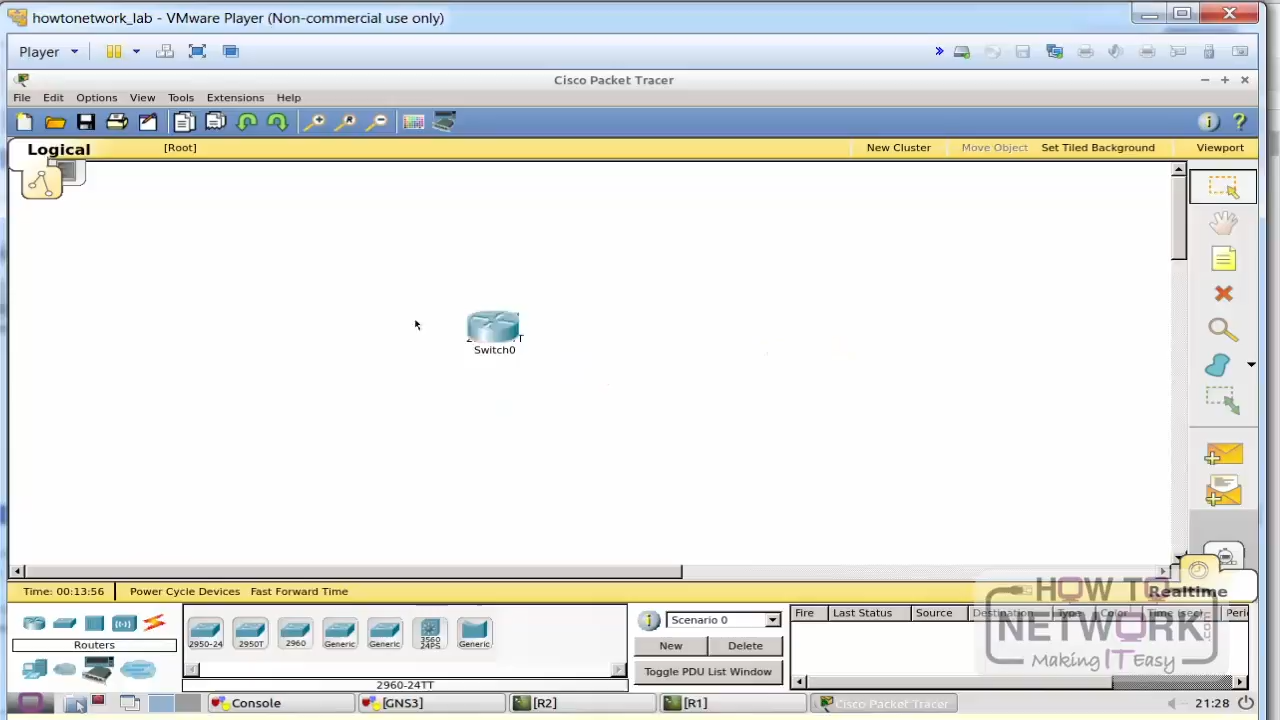 howtonetwork_lab - VMware Player (Non-commercial use only)
Player
Cisco Packet Tracer
File Edit Options View Tools Extensions Help
Logical [Root] New Cluster Move Object Set Tiled Background Viewport
Switch0
Time: 00:13:56 Power Cycle Devices Fast Forward Time Realtime
Routers
2950-24 2950T 2960 Generic Generic 3560 24PS Generic
2960-24TT
Scenario 0
New Delete
Toggle PDU List Window
Fire Last Status Source Destination Type Color Time (sec) Peri
HOW TO
NETWORK.com
Making IT Easy
Console [GNS3] [R2] [R1] Cisco Packet Tracer 21:28